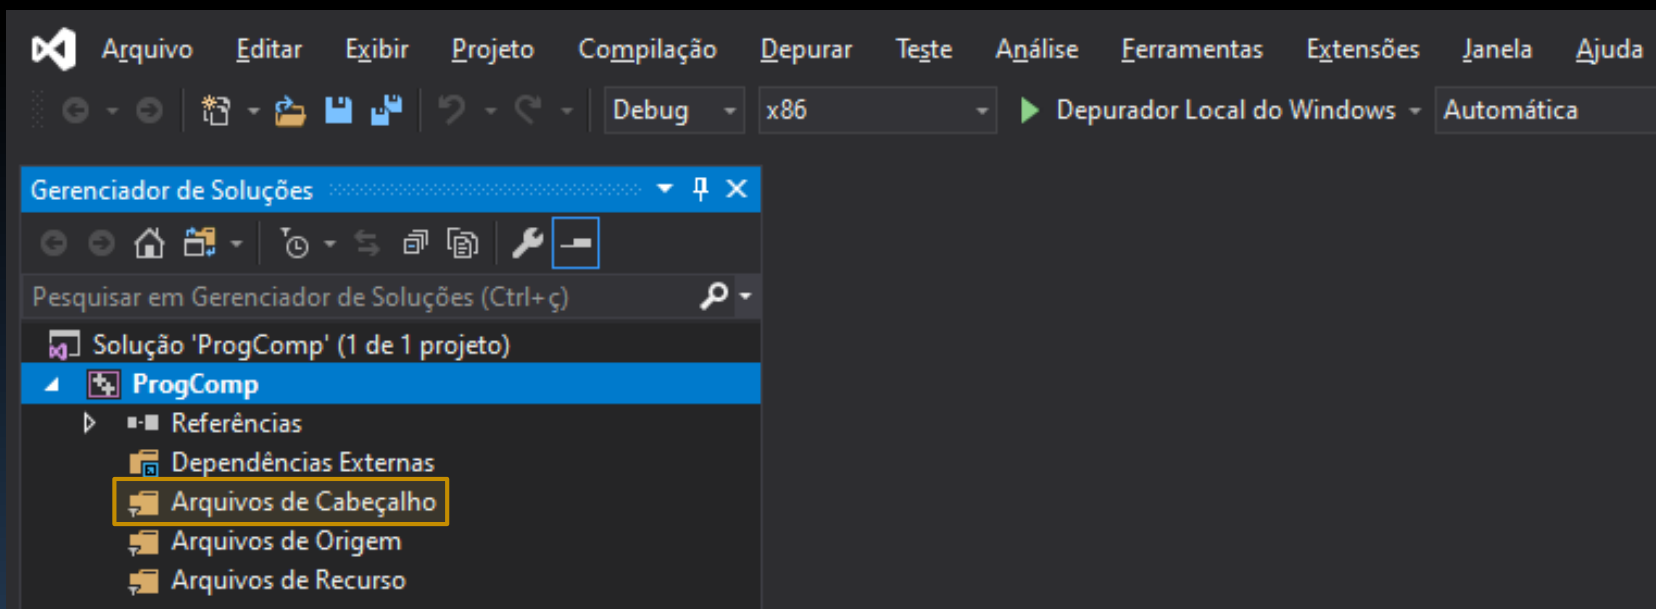 Arquivo Editar Exibir Projeto Compilação Depurar Teste Análise Ferramentas Extensões Janela Ajuda
Debug x86 Depurador Local do Windows Automática
Gerenciador de Soluções
Pesquisar em Gerenciador de Soluções (Ctrl+ç)
Solução 'ProgComp' (1 de 1 projeto)
ProgComp
Referências
Dependências Externas
Arquivos de Cabeçalho
Arquivos de Origem
Arquivos de Recurso